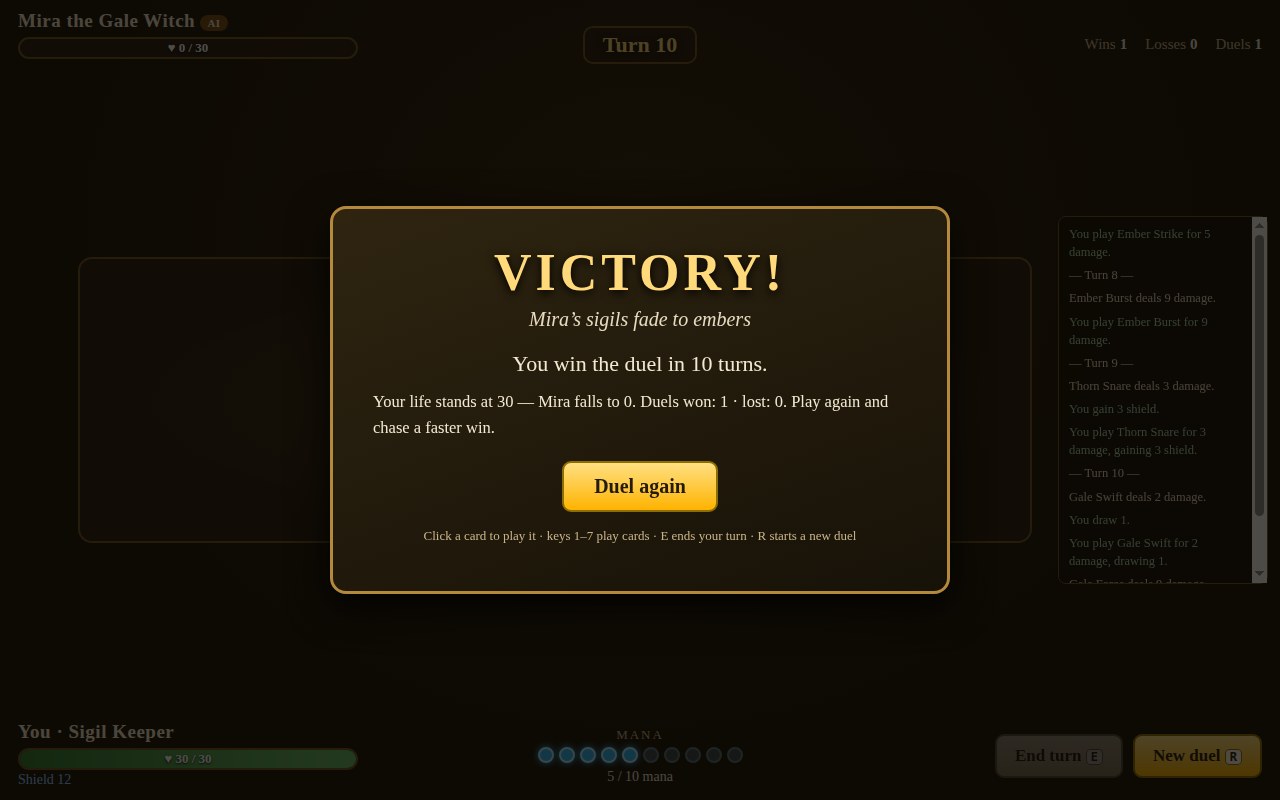 Mira the Gale Witch AI
♥ 0 / 30
Turn 10
Wins 1 Losses 0 Duels 1
VICTORY!
Mira’s sigils fade to embers
You win the duel in 10 turns.
Your life stands at 30 — Mira falls to 0. Duels won: 1 · lost: 0. Play again and
chase a faster win.
Duel again
Click a card to play it · keys 1–7 play cards · E ends your turn · R starts a new duel
You play Ember Strike for 5
damage.
— Turn 8 —
Ember Burst deals 9 damage.
You play Ember Burst for 9
damage.
— Turn 9 —
Thorn Snare deals 3 damage.
You gain 3 shield.
You play Thorn Snare for 3
damage, gaining 3 shield.
— Turn 10 —
Gale Swift deals 2 damage.
You draw 1.
You play Gale Swift for 2
damage, drawing 1.
You · Sigil Keeper
♥ 30 / 30
Shield 12
MANA
5 / 10 mana
End turn E
New duel R